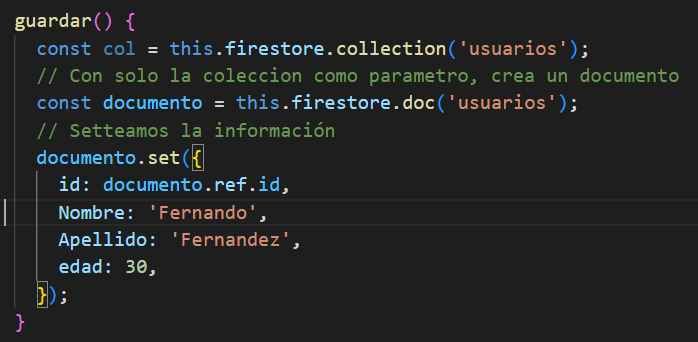 guardar() {
const col = this.firestore.collection('usuarios');
// Con solo la coleccion como parametro, crea un documento
const documento = this.firestore.doc('usuarios');
// Setteamos la información
documento.set({
id: documento.ref.id,
Nombre: 'Fernando',
Apellido: 'Fernandez',
edad: 30,
});
}